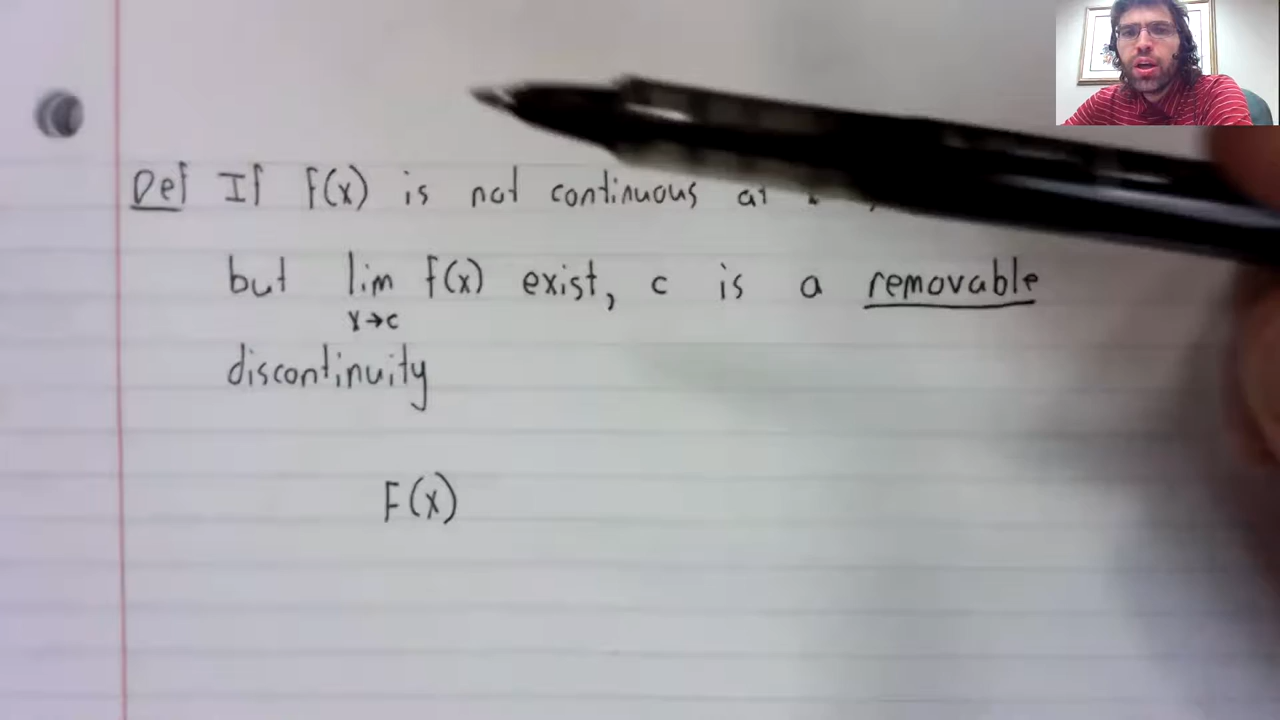 Def If f(x) is not continuous at
but lim f(x) exist, c is a removable
x→c
discontinuity
F(x)